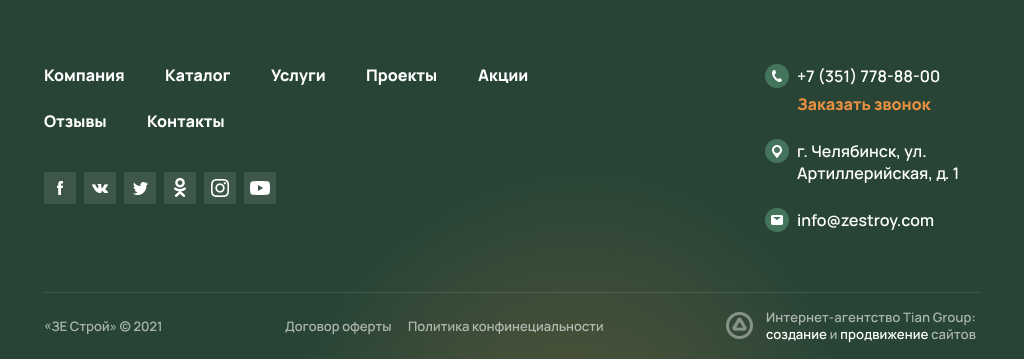 Компания Каталог Услуги Проекты Акции
Отзывы Контакты
+7 (351) 778-88-00
Заказать звонок
г. Челябинск, ул.
Артиллерийская, д. 1
info@zestroy.com
«ЗЕ Строй» © 2021
Договор оферты Политика конфинециальности
Интернет-агентство Tian Group:
создание и продвижение сайтов